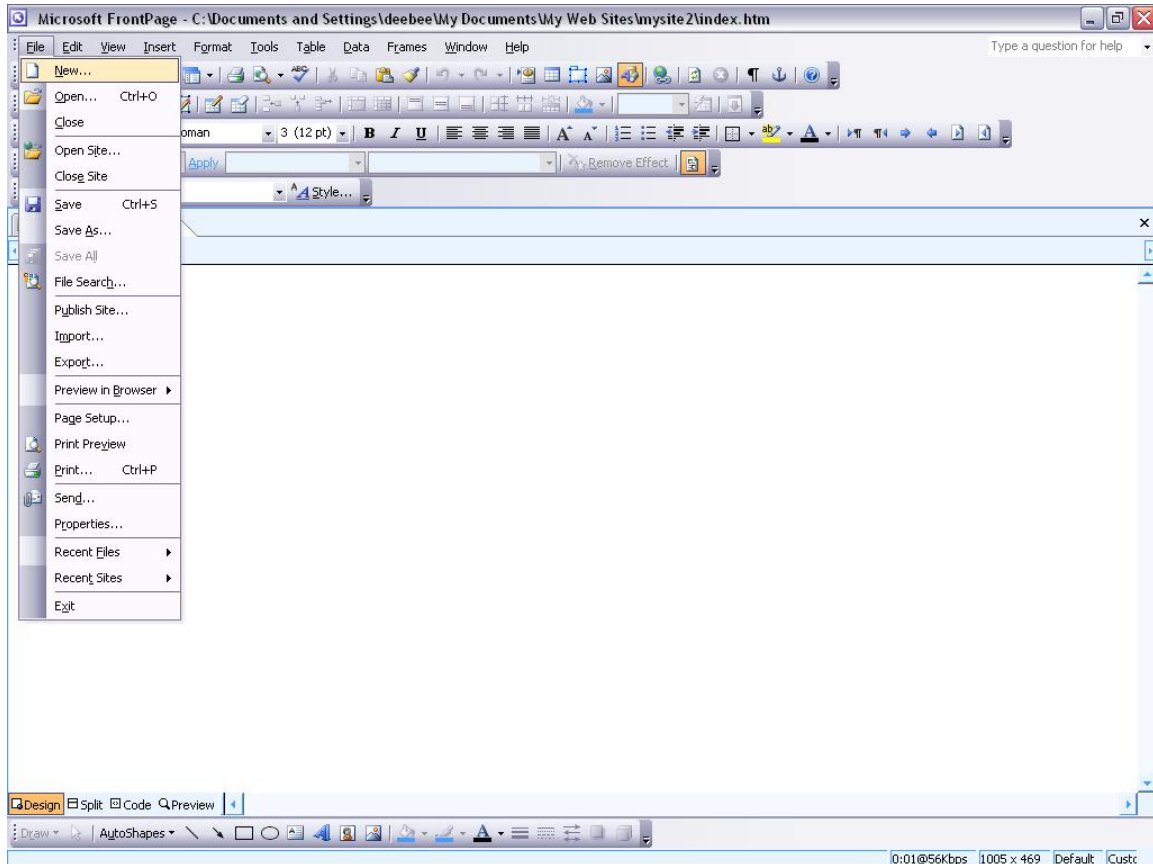 Microsoft FrontPage - C:\Documents and Settings\deebee\My Documents\My Web Sites\mysite2\index.htm
File Edit View Insert Format Tools Table Data Frames Window Help Type a question for help
New...
Open... Ctrl+O
Close
oman 3 (12 pt) B I U A A ab A
Open Site...
Apply Remove Effect
Close Site
Save Ctrl+S
A Style...
Save As...
Save All
File Search...
Publish Site...
Import...
Export...
Preview in Browser
Page Setup...
Print Preview
Print... Ctrl+P
Send...
Properties...
Recent Files
Recent Sites
Exit
Design Split Code Preview
Draw AutoShapes A A
0:01@56Kbps 1005 x 469 Default Custo